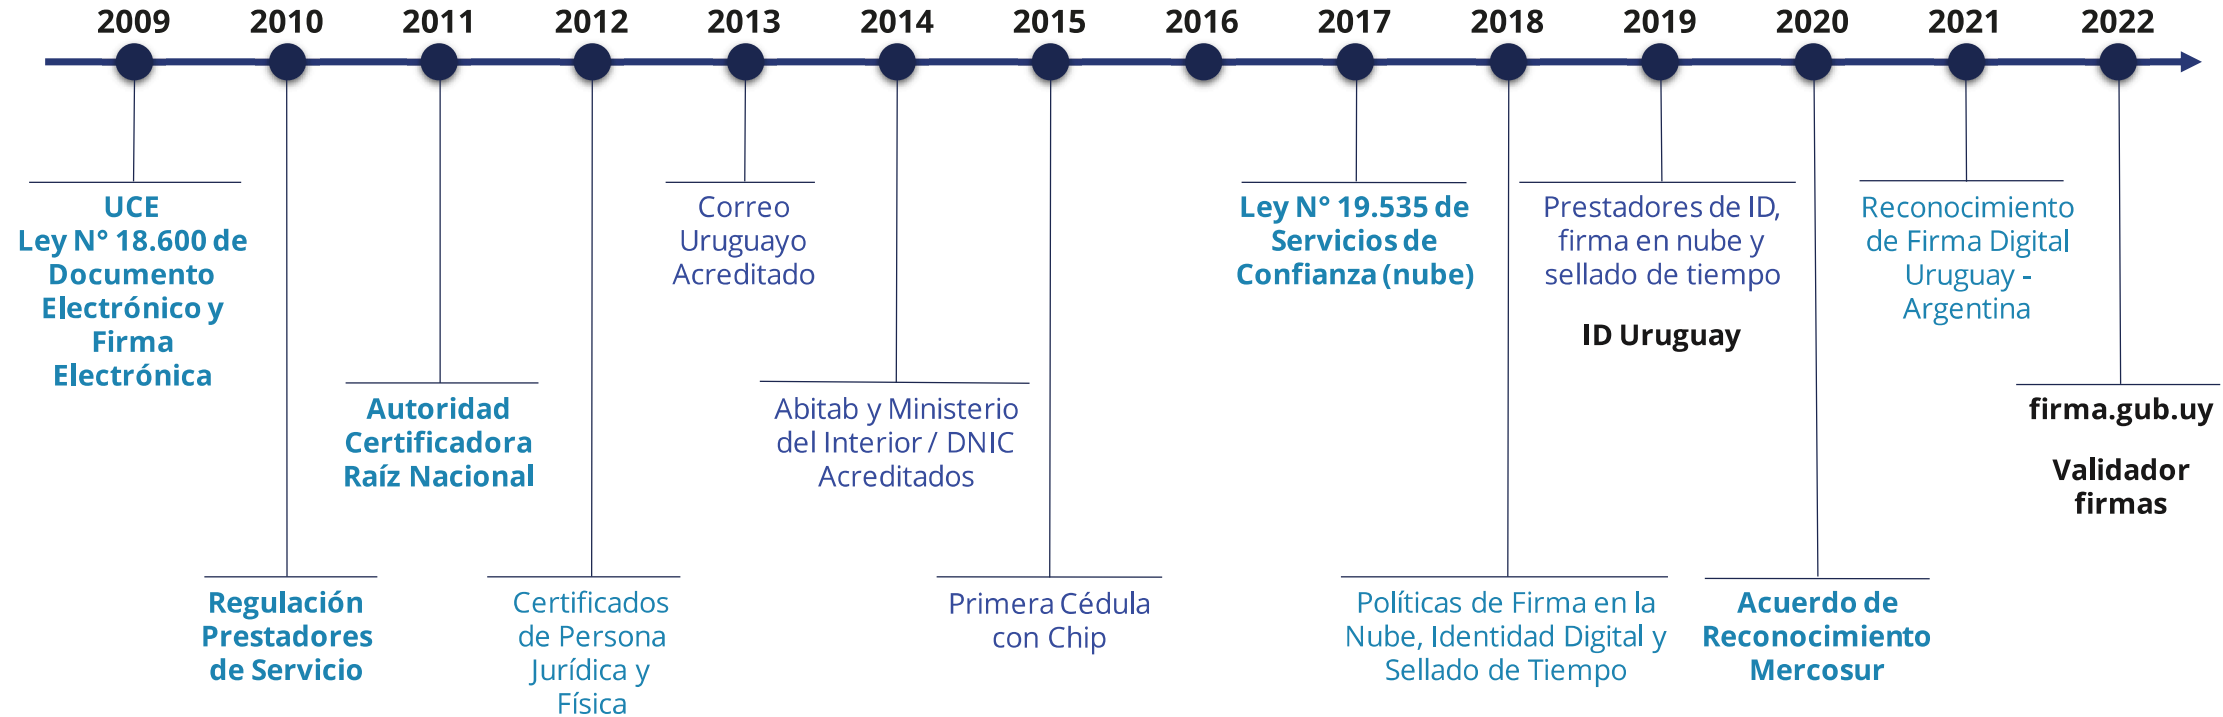 2009 2010 2011 2012 2013 2014 2015 2016 2017 2018 2019 2020 2021 2022
UCE
Ley N° 18.600 de
Documento
Electrónico y
Firma
Electrónica
Regulación
Prestadores
de Servicio
Autoridad
Certificadora
Raíz Nacional
Certificados
de Persona
Jurídica y
Física
Correo
Uruguayo
Acreditado
Abitab y Ministerio
del Interior / DNIC
Acreditados
Primera Cédula
con Chip
Ley N° 19.535 de
Servicios de
Confianza (nube)
Políticas de Firma en la
Nube, Identidad Digital y
Sellado de Tiempo
Prestadores de ID,
firma en nube y
sellado de tiempo
ID Uruguay
Acuerdo de
Reconocimiento
Mercosur
Reconocimiento
de Firma Digital
Uruguay -
Argentina
firma.gub.uy
Validador
firmas